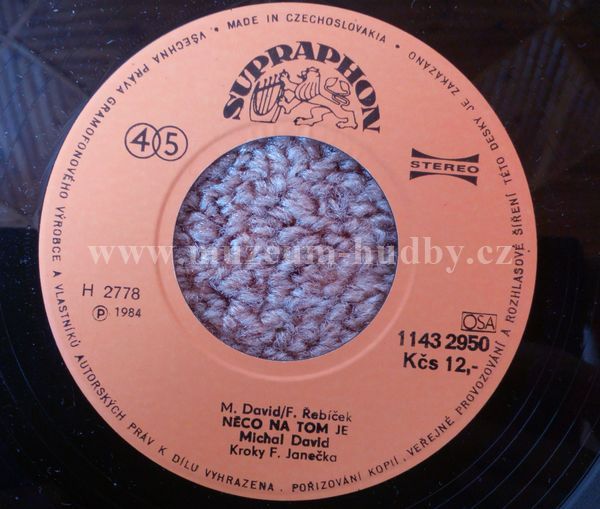 MADE IN CZECHOSLOVAKIA • VŠECHNA PRÁVA GRAMOFONOVÉHO VÝROBCE A VLASTNÍKŮ AUTORSKÝCH PRÁV K DÍLU VYHRAZENA. POŘIZOVÁNÍ KOPIÍ, VEŘEJNÉ PROVOZOVÁNÍ A ROZHLASOVÉ ŠÍŘENÍ TÉTO DESKY JE ZAKÁZÁNO •
SUPRAPHON
45
STEREO
www.muzeum-hudby.cz
H 2778
Ⓟ 1984
OSA
1143 2950
Kčs 12,-
M. David/F. Řebíček
NĚCO NA TOM JE
Michal David
Kroky F. Janečka